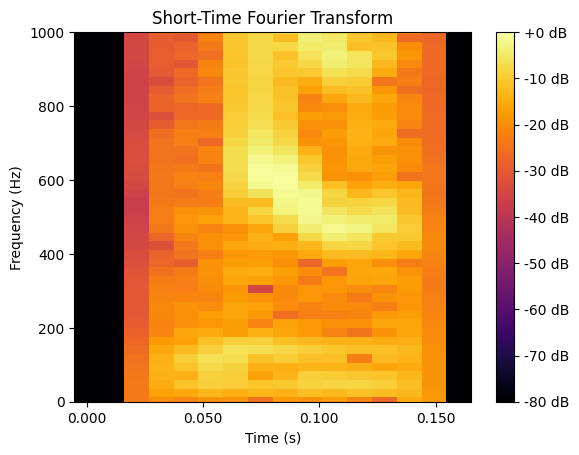 Short-Time Fourier Transform
1000
800
600
400
200
0
Frequency (Hz)
0.000
0.050
0.100
0.150
Time (s)
+0 dB
-10 dB
-20 dB
-30 dB
-40 dB
-50 dB
-60 dB
-70 dB
-80 dB